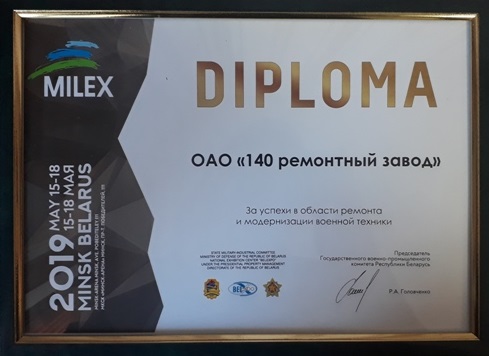 MILEX
2019
MAY 15-18
15-18 МАЯ
MINSK BELARUS
DIPLOMA
ОАО «140 ремонтный завод»
За успехи в области ремонта
и модернизации военной техники
STATE MILITARY-INDUSTRIAL COMMITTEE,
MINISTRY OF DEFENSE OF THE REPUBLIC OF BELARUS
NATIONAL EXHIBITION CENTER "BELEXPO"
UNDER THE PRESIDENTIAL PROPERTY MANAGEMENT
DIRECTORATE OF THE REPUBLIC OF BELARUS
Председатель
Государственного военно-промышленного
комитета Республики Беларусь
Р.А. Головченко